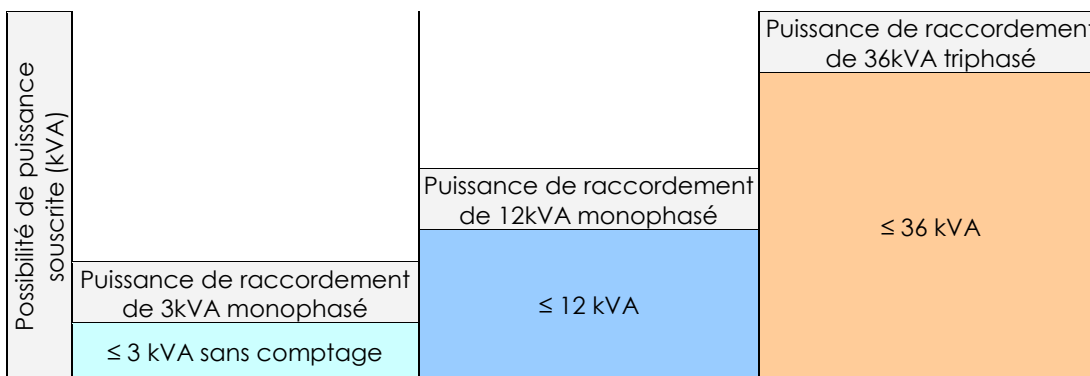 Possibilité de puissance
souscrite (kVA)
Puissance de raccordement
de 3kVA monophasé
≤ 3 kVA sans comptage
Puissance de raccordement
de 12kVA monophasé
≤ 12 kVA
Puissance de raccordement
de 36kVA triphasé
≤ 36 kVA